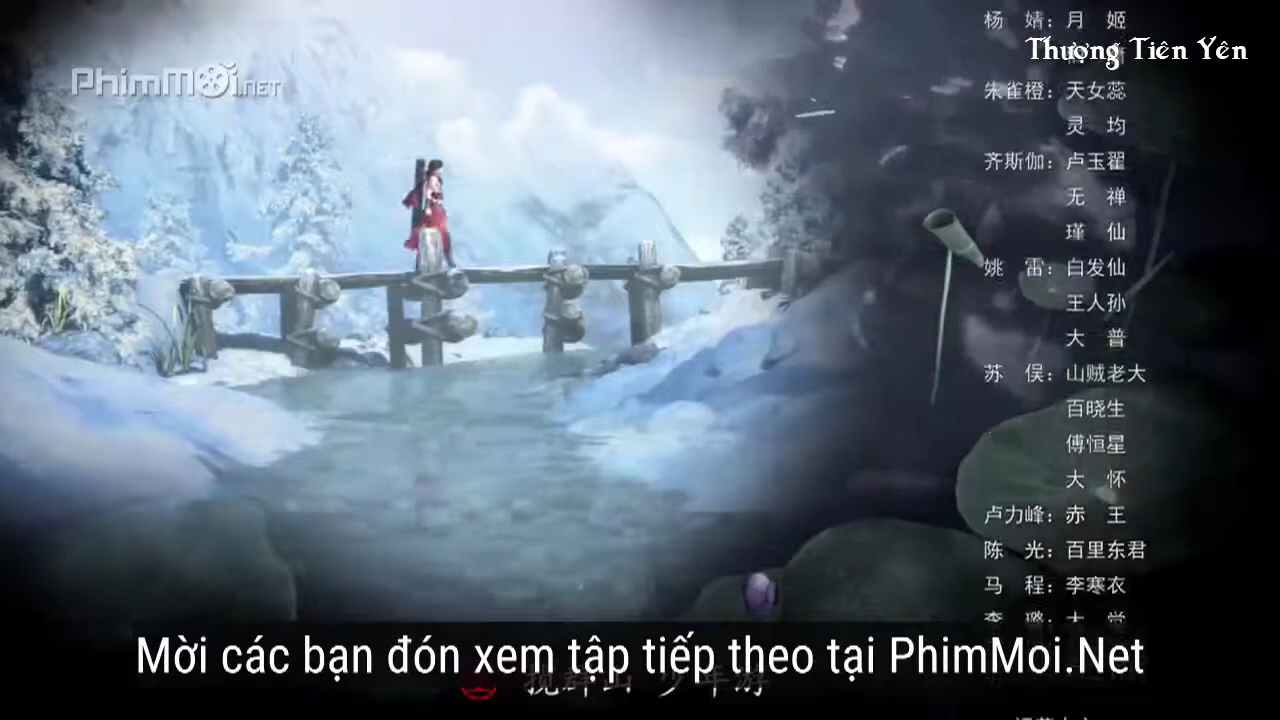 杨 婧：月 姬
Thượng Tiên Yên
PhimMoi.NET
朱雀橙：天女蕊
灵 均
齐斯伽：卢玉翟
无 禅
瑾 仙
姚 雷：白发仙
王人孙
大 普
苏 俣：山贼老大
百晓生
傅恒星
大 怀
卢力峰：赤 王
陈 光：百里东君
马 程：李寒衣
Mời các bạn đón xem tập tiếp theo tại PhimMoi.Net